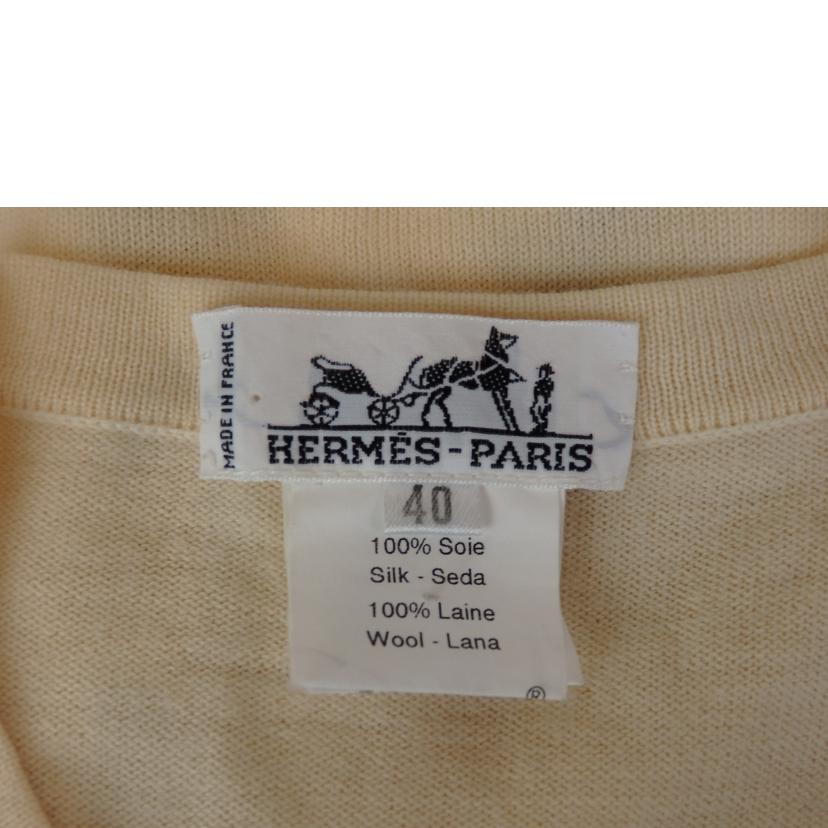 MADE IN FRANCE
HERMÈS-PARIS
40
100% Soie
Silk - Seda
100% Laine
Wool - Lana
®